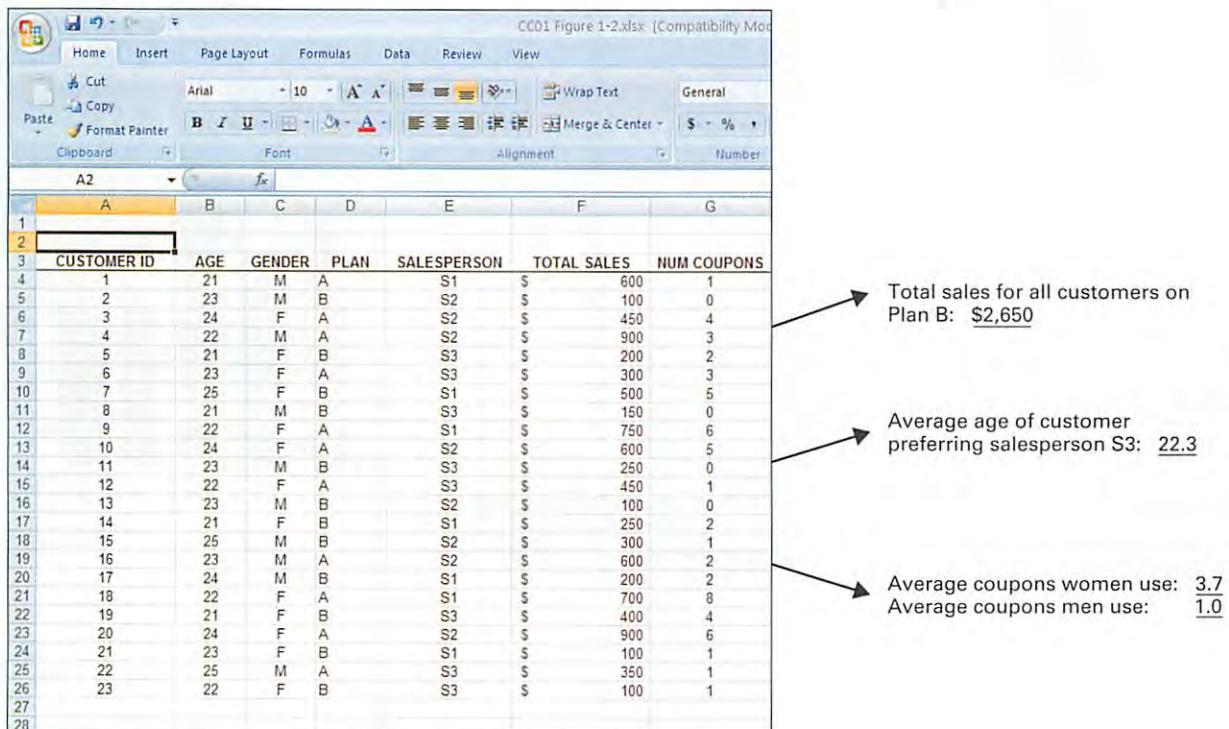 CC01 Figure 1-2.xlsx [Compatibility Mod
Home Insert Page Layout Formulas Data Review View
Cut
Copy
Format Painter
Paste
Arial 10 A A
B I U A
Wrap Text
Merge & Center
General
$ % ,
Clipboard Font Alignment Number
A2 fx
A B C D E F G
1
2
3 CUSTOMER ID AGE GENDER PLAN SALESPERSON TOTAL SALES NUM COUPONS
4 1 21 M A S1 $ 600 1
5 2 23 M B S2 $ 100 0
6 3 24 F A S2 $ 450 4
7 4 22 M A S2 $ 900 3
8 5 21 F B S3 $ 200 2
9 6 23 F A S3 $ 300 3
10 7 25 F B S1 $ 500 5
11 8 21 M B S3 $ 150 0
12 9 22 F A S1 $ 750 6
13 10 24 F A S2 $ 600 5
14 11 23 M B S3 $ 250 0
15 12 22 F A S3 $ 450 1
16 13 23 M B S2 $ 100 0
17 14 21 F B S1 $ 250 2
18 15 25 M B S2 $ 300 1
19 16 23 M A S2 $ 600 2
20 17 24 M B S1 $ 200 2
21 18 22 F A S1 $ 700 8
22 19 21 F B S3 $ 400 4
23 20 24 F A S2 $ 900 6
24 21 23 F B S1 $ 100 1
25 22 25 M A S3 $ 350 1
26 23 22 F B S3 $ 100 1
27
28
Total sales for all customers on
Plan B: $2,650
Average age of customer
preferring salesperson S3: 22.3
Average coupons women use: 3.7
Average coupons men use: 1.0